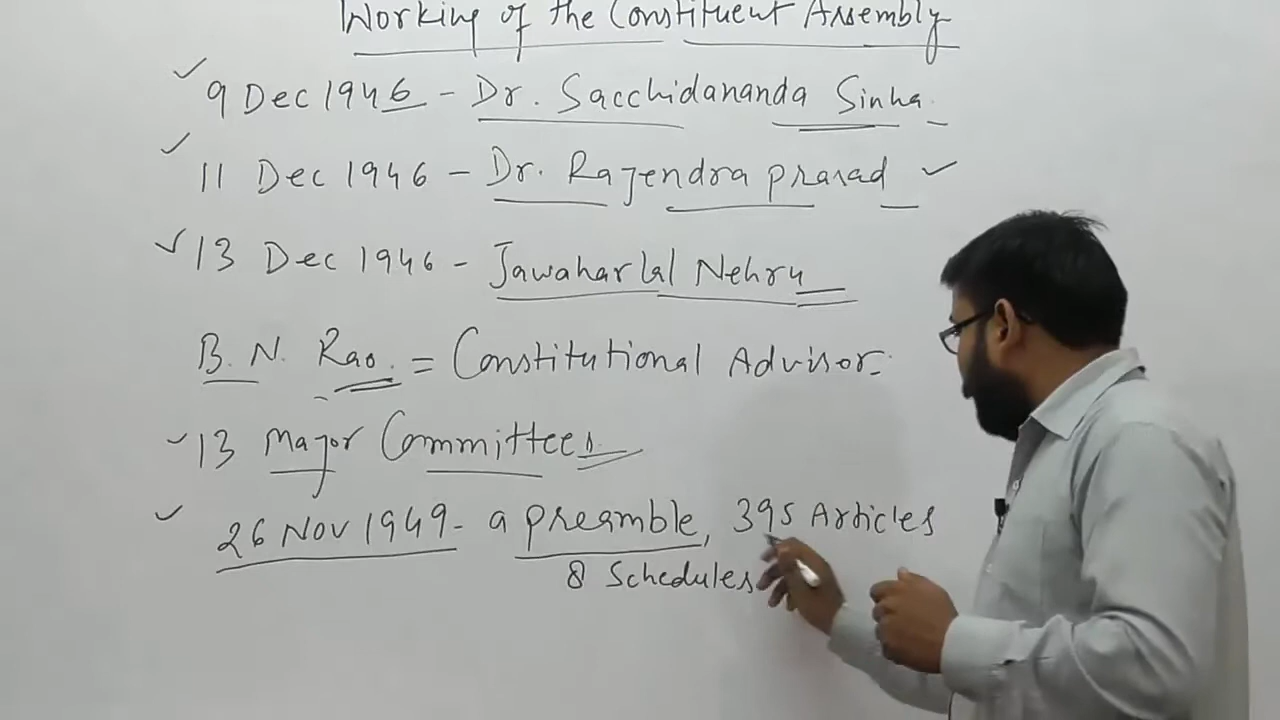 Working of the Constituent Assembly
9 Dec 1946 - Dr. Sacchidananda Sinha.
11 Dec 1946 - Dr. Rajendra prasad
13 Dec 1946 - Jawaharlal Nehru
B. N. Rao. = Constitutional Advisor.
13 Major Committees.
26 Nov 1949 - a preamble, 395 Articles
8 Schedules